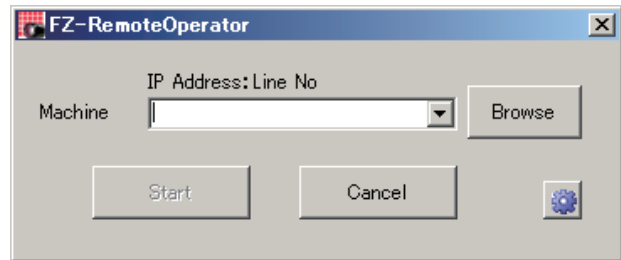 FZ-RemoteOperator
IP Address:Line No
Machine
Browse
Start
Cancel